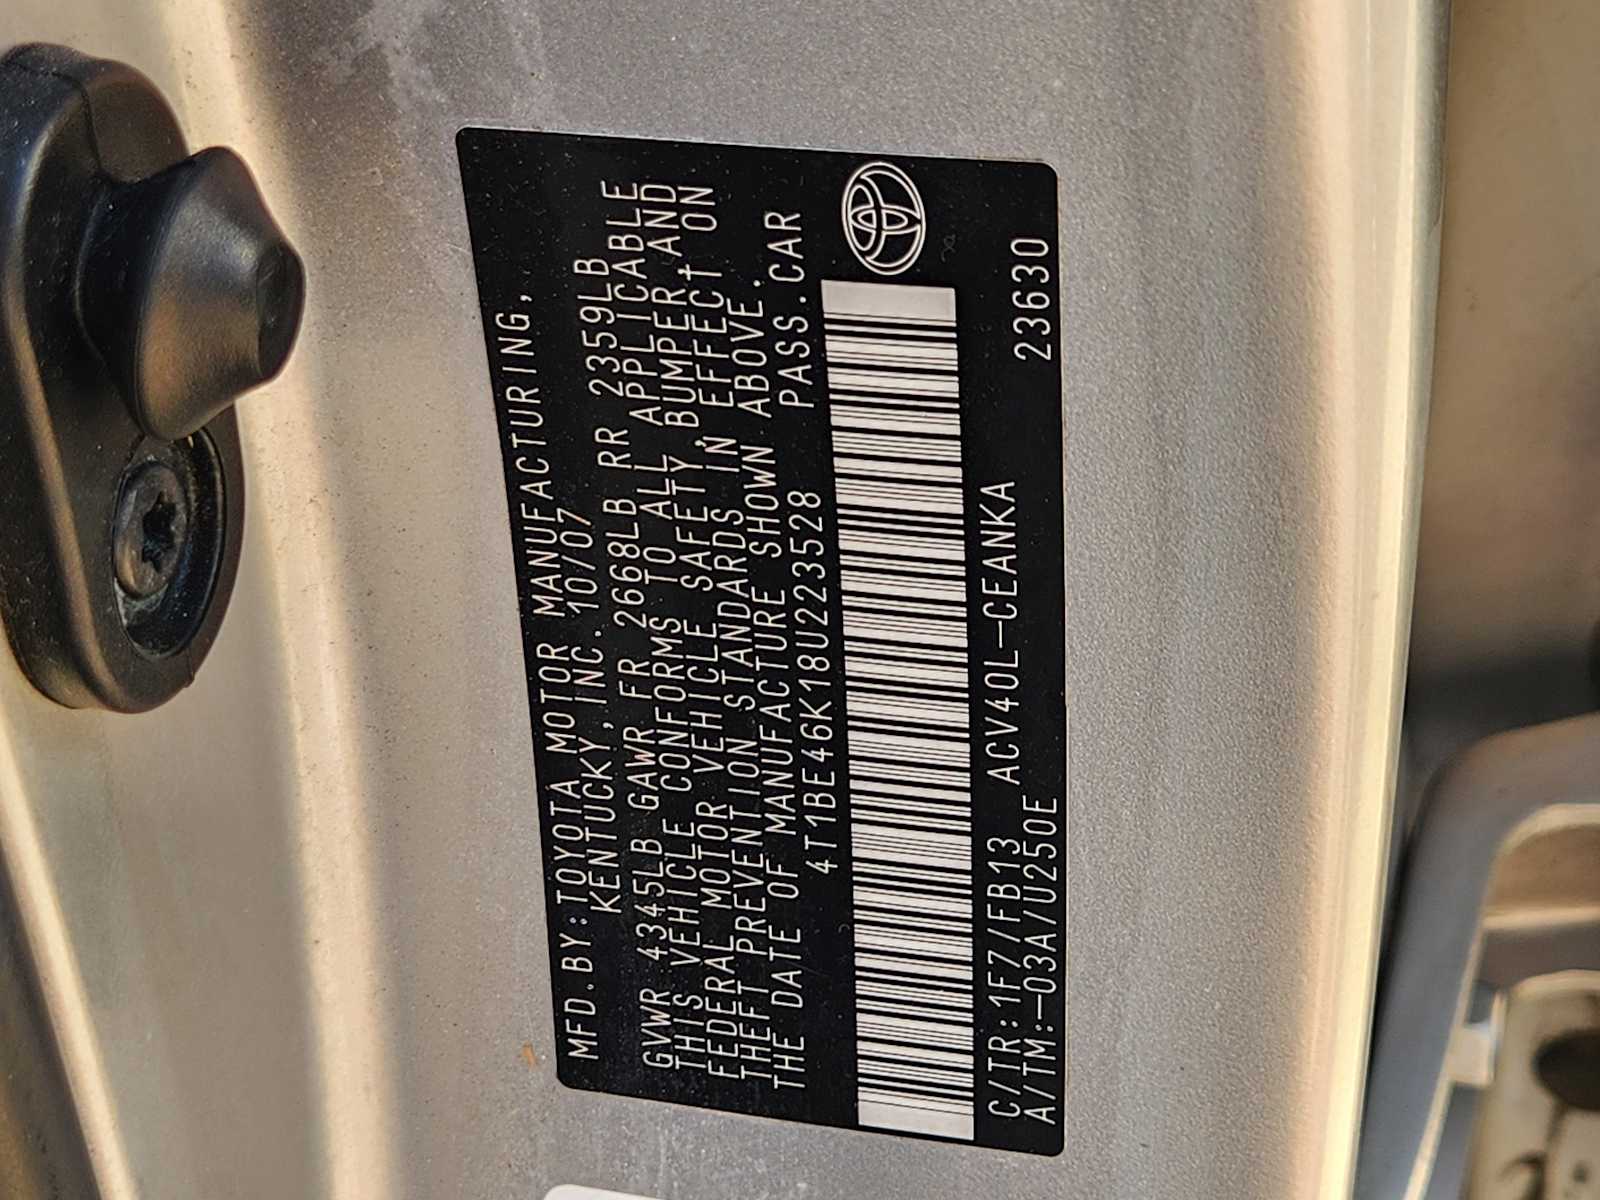 MFD.BY:TOYOTA MOTOR MANUFACTURING,
KENTUCKY,INC. 10/07
GVWR 4345LB GAWR FR 2668LB RR 2359LB
THIS VEHICLE CONFORMS TO ALL APPLICABLE
FEDERAL MOTOR VEHICLE SAFETY,BUMPER,AND
THEFT PREVENTION STANDARDS IN EFFECT ON
THE DATE OF MANUFACTURE SHOWN ABOVE.
4T1BE46K18U223528 PASS.CAR
C/TR:1F7/FB13 ACV40L-CEANKA
A/TM:-03A/U250E 23630